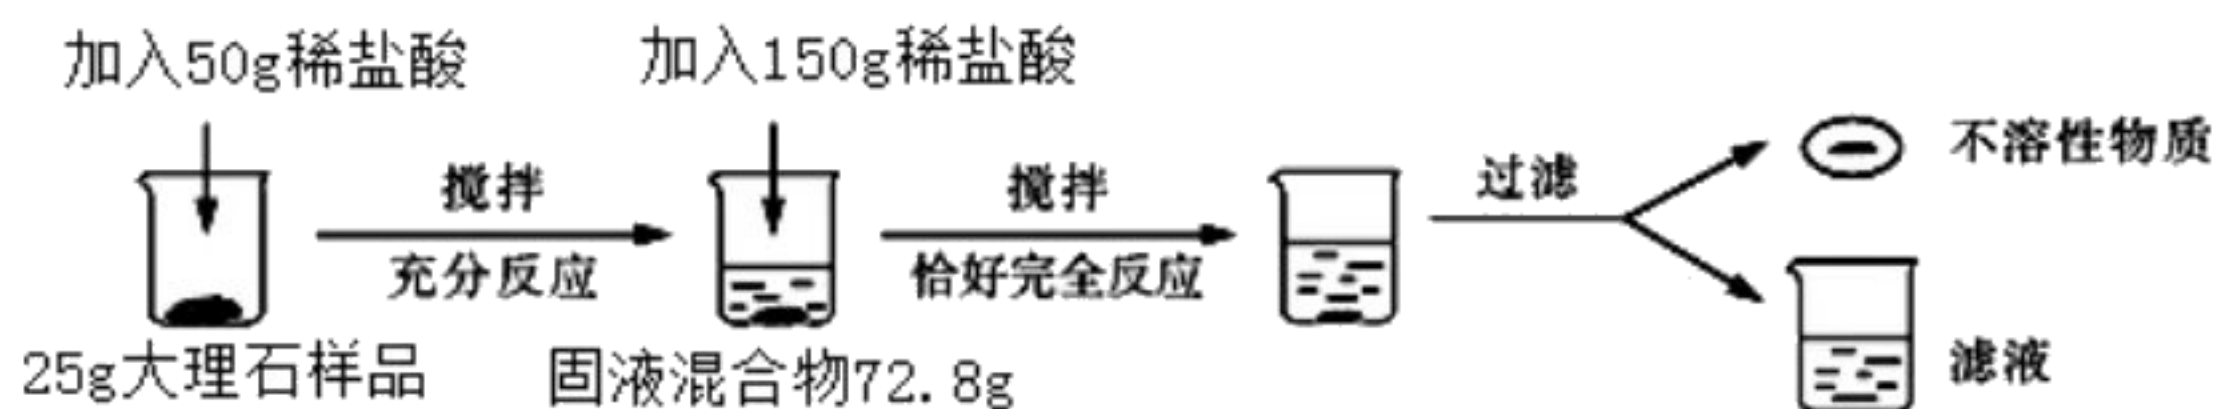 加入50g稀盐酸
加入150g稀盐酸
搅拌
充分反应
搅拌
恰好完全反应
过滤
不溶性物质
滤液
25g大理石样品
固液混合物72.8g